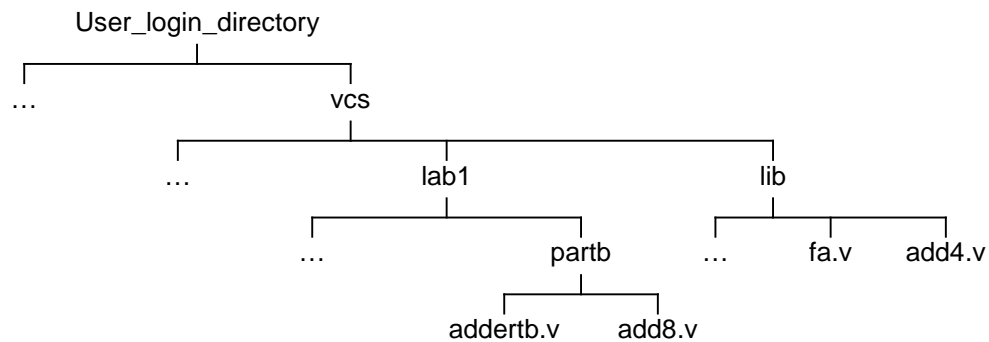 User_login_directory
… vcs
… lab1 lib
… partb … fa.v add4.v
addertb.v add8.v